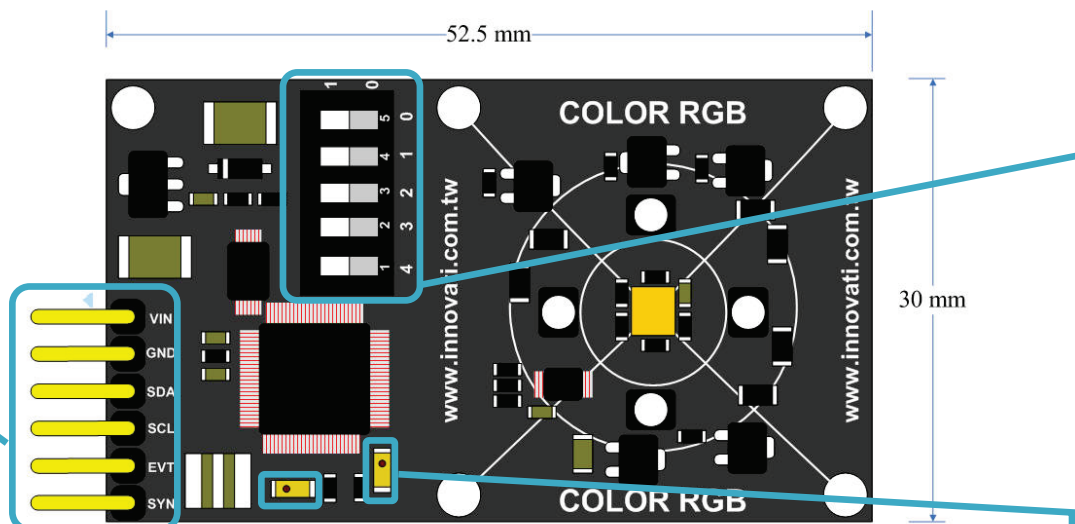 52.5 mm
1 0
5 0
4 1
3 2
2 3
1 4
COLOR RGB
www.innovati.com.tw
www.innovati.com.tw
30 mm
VIN
GND
SDA
SCL
EVT
SYN
COLOR RGB